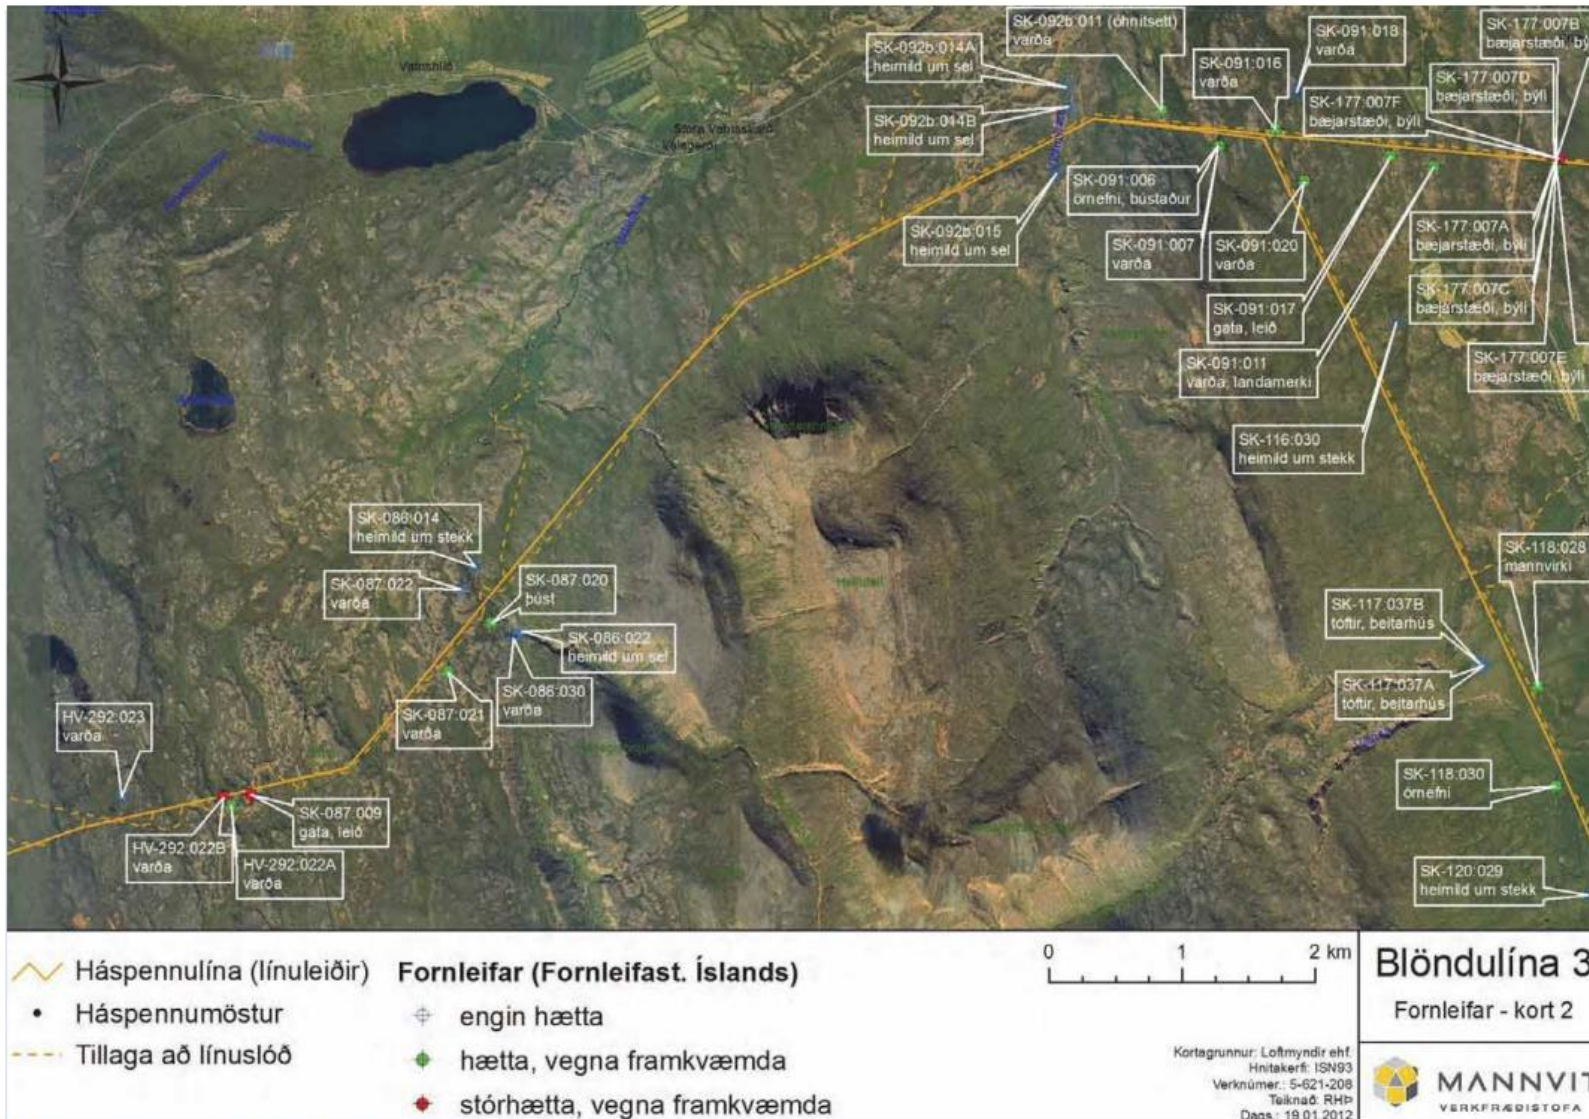 SK-092b:011 (óhnitsett)
varða
SK-091:018
varða
SK-177:007B
bæjarstæði, býli
SK-092b:014A
heimild um sel
SK-091:016
varða
SK-177:007D
bæjarstæði, býli
Vatnshlíð
SK-177:007F
bæjarstæði, býli
SK-092b:014B
heimild um sel
Stóra Vatnsskarð
Valagerði
SK-091:006
örnefni, bústaður
SK-092b:015
heimild um sel
SK-091:007
varða
SK-091:020
varða
SK-177:007A
bæjarstæði, býli
SK-091:017
gata, leið
SK-177:007C
bæjarstæði, býli
SK-091:011
varða, landamerki
SK-177:007E
bæjarstæði, býli
SK-116:030
heimild um stekk
SK-086:014
heimild um stekk
SK-087:022
varða
SK-087:020
þúst
SK-118:028
mannvirki
SK-086:022
heimild um sel
SK-117:037B
tóftir, beitarhús
SK-086:030
varða
SK-117:037A
tóftir, beitarhús
SK-087:021
varða
HV-292:023
varða
SK-118:030
örnefni
SK-087:009
gata, leið
HV-292:022B
varða
HV-292:022A
varða
SK-120:029
heimild um stekk
Háspennulína (línuleiðir)
Háspennumöstur
Tillaga að línuslóð
Fornleifar (Fornleifast. Íslands)
engin hætta
hætta, vegna framkvæmda
stórhætta, vegna framkvæmda
0 1 2 km
Kortagrunnur: Loftmyndir ehf.
Hnitakerfi: ISN93
Verknúmer.: 5-621-208
Teiknað: RHÞ
Dags.: 19.01.2012
Blöndulína 3
Fornleifar - kort 2
MANNVIT
VERKFRÆÐISTOFA